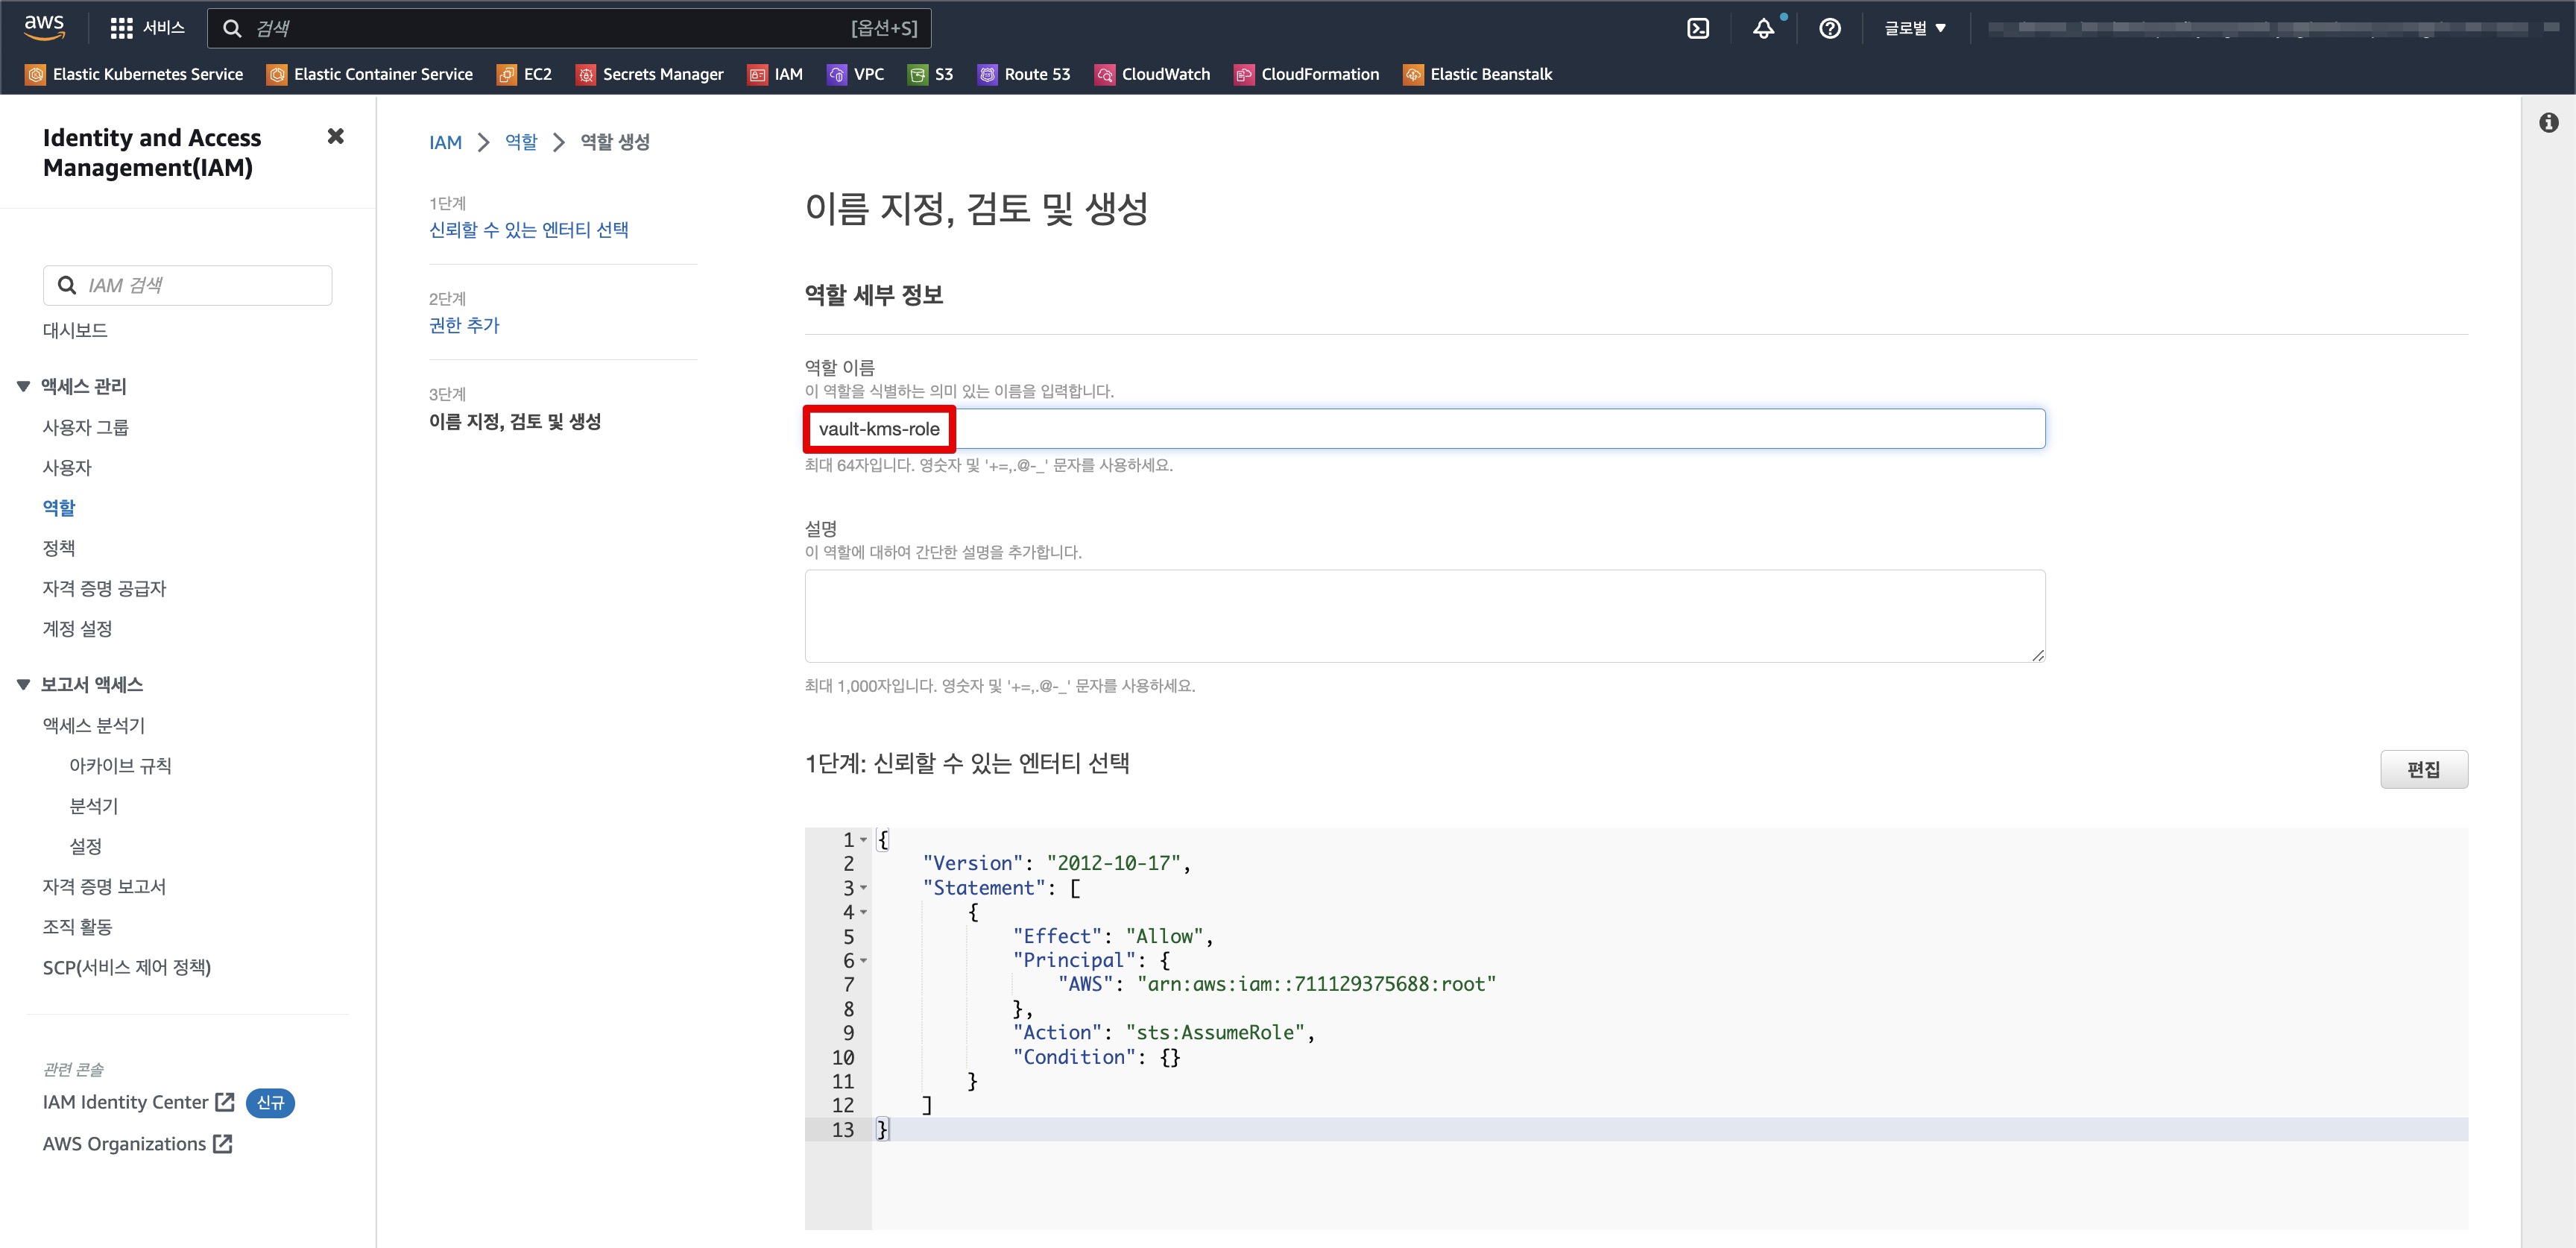 aws
서비스
검색
[옵션+S]
글로벌 ▼
Elastic Kubernetes Service
Elastic Container Service
EC2
Secrets Manager
IAM
VPC
S3
Route 53
CloudWatch
CloudFormation
Elastic Beanstalk
Identity and Access
Management(IAM)
IAM 검색
대시보드
액세스 관리
사용자 그룹
사용자
역할
정책
자격 증명 공급자
계정 설정
보고서 액세스
액세스 분석기
아카이브 규칙
분석기
설정
자격 증명 보고서
조직 활동
SCP(서비스 제어 정책)
관련 콘솔
IAM Identity Center
신규
AWS Organizations
IAM > 역할 > 역할 생성
1단계
신뢰할 수 있는 엔터티 선택
2단계
권한 추가
3단계
이름 지정, 검토 및 생성
이름 지정, 검토 및 생성
역할 세부 정보
역할 이름
이 역할을 식별하는 의미 있는 이름을 입력합니다.
vault-kms-role
최대 64자입니다. 영숫자 및 '+=,.@-_' 문자를 사용하세요.
설명
이 역할에 대하여 간단한 설명을 추가합니다.
최대 1,000자입니다. 영숫자 및 '+=,.@-_' 문자를 사용하세요.
1단계: 신뢰할 수 있는 엔터티 선택
편집
1 {
2 "Version": "2012-10-17",
3 "Statement": [
4 {
5 "Effect": "Allow",
6 "Principal": {
7 "AWS": "arn:aws:iam::711129375688:root"
8 },
9 "Action": "sts:AssumeRole",
10 "Condition": {}
11 }
12 ]
13 }